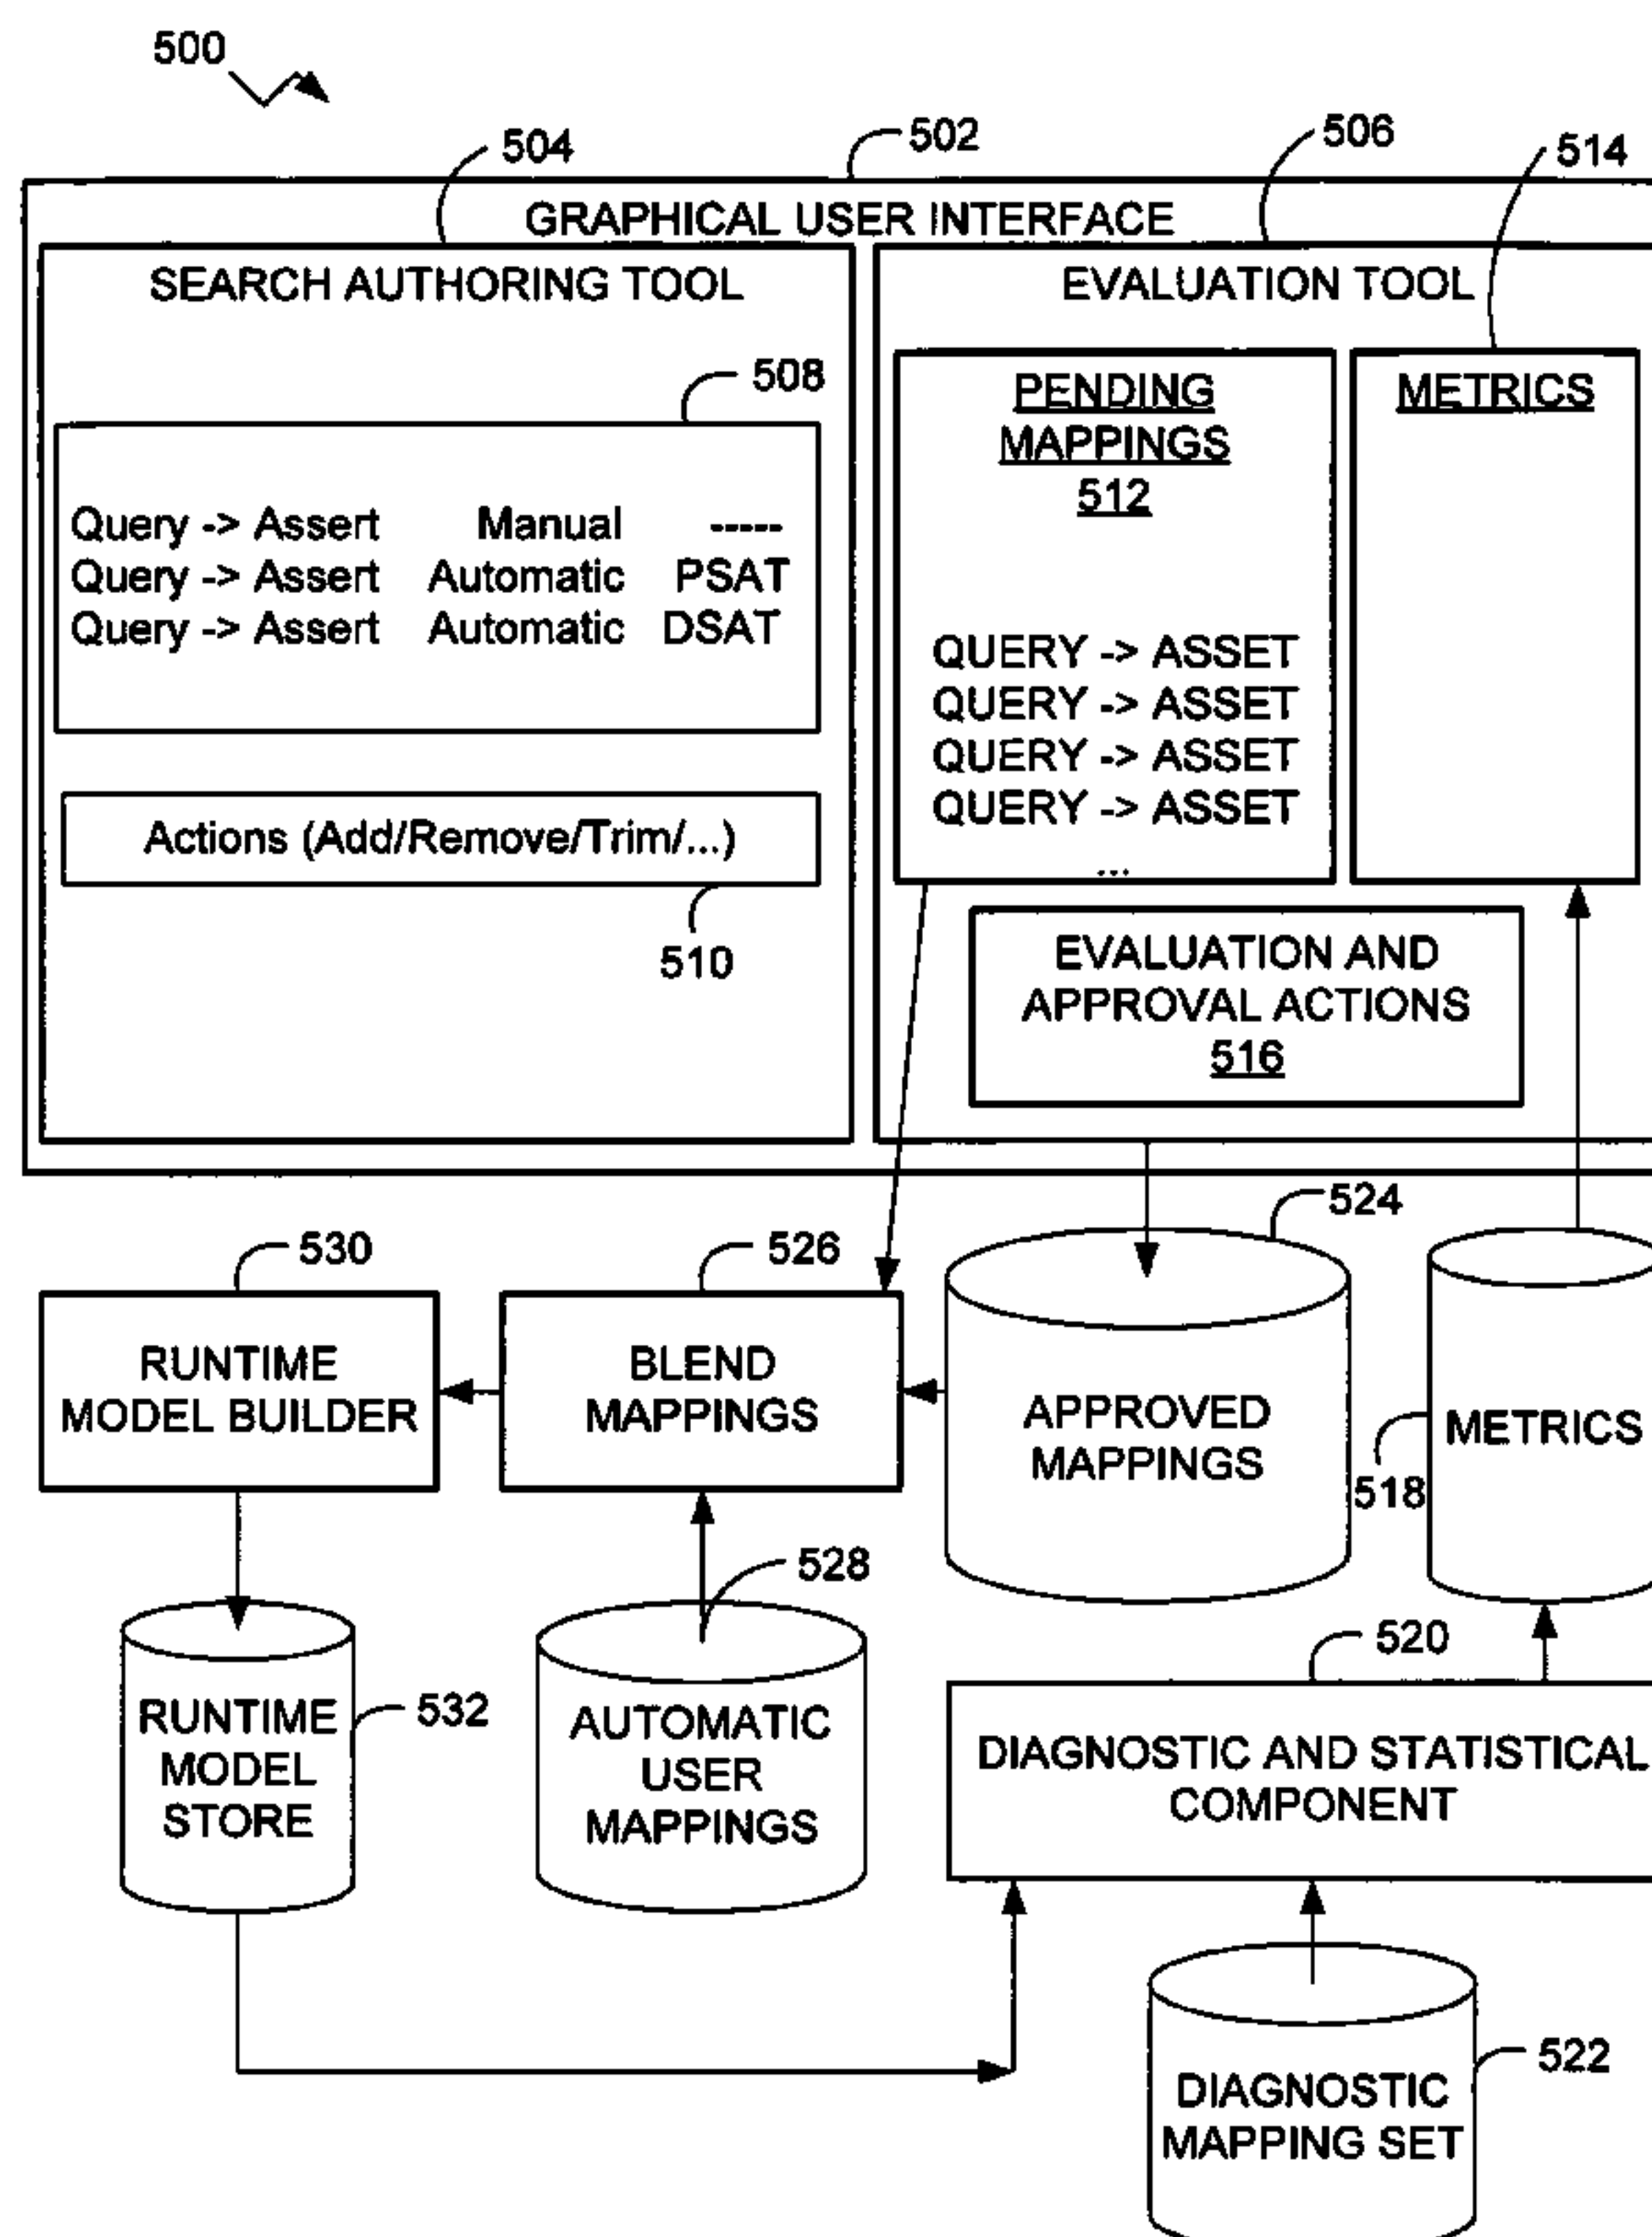 500
504
502
506
514
GRAPHICAL USER INTERFACE
SEARCH AUTHORING TOOL
508
Query -> Assert Manual -----
Query -> Assert Automatic PSAT
Query -> Assert Automatic DSAT
Actions (Add/Remove/Trim/...)
510
EVALUATION TOOL
PENDING
MAPPINGS
512
QUERY -> ASSET
QUERY -> ASSET
QUERY -> ASSET
QUERY -> ASSET
...
METRICS
EVALUATION AND
APPROVAL ACTIONS
516
530
RUNTIME
MODEL BUILDER
526
BLEND
MAPPINGS
524
APPROVED
MAPPINGS
METRICS
518
528
AUTOMATIC
USER
MAPPINGS
RUNTIME
MODEL
STORE
532
520
DIAGNOSTIC AND STATISTICAL
COMPONENT
522
DIAGNOSTIC
MAPPING SET